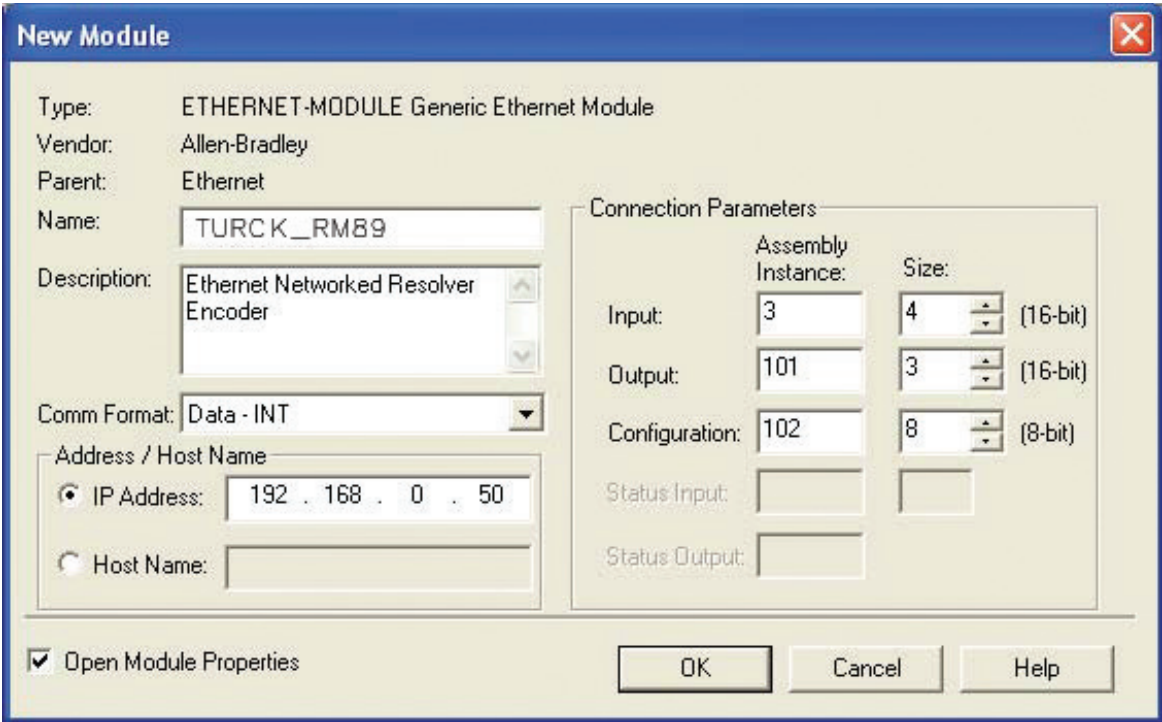 New Module
Type: ETHERNET-MODULE Generic Ethernet Module
Vendor: Allen-Bradley
Parent: Ethernet
Name: TURCK_RM89
Description: Ethernet Networked Resolver
Encoder
Comm Format: Data - INT
Address / Host Name
IP Address: 192 . 168 . 0 . 50
Host Name:
Connection Parameters
Assembly
Instance: Size:
Input: 3 4 (16-bit)
Output: 101 3 (16-bit)
Configuration: 102 8 (8-bit)
Status Input:
Status Output:
Open Module Properties
OK Cancel Help